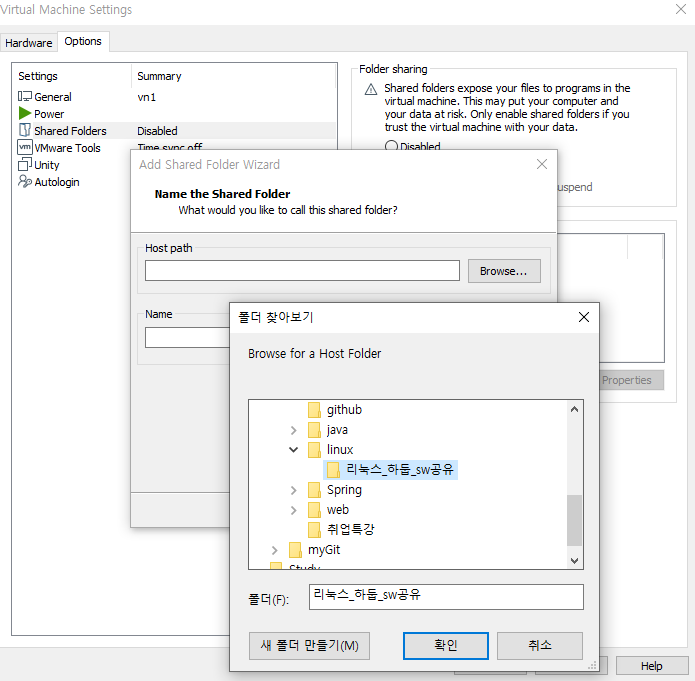 Virtual Machine Settings
Hardware
Options
Settings
Summary
General
vn1
Power
Shared Folders
Disabled
vm VMware Tools
Time sync off
Unity
Autologin
Folder sharing
Shared folders expose your files to programs in the
virtual machine. This may put your computer and
your data at risk. Only enable shared folders if you
trust the virtual machine with your data.
Disabled
uspend
Properties
Add Shared Folder Wizard
Name the Shared Folder
What would you like to call this shared folder?
Host path
Browse...
Name
폴더 찾아보기
Browse for a Host Folder
github
java
linux
리눅스_하둡_sw공유
Spring
web
취업특강
myGit
Study
폴더(F):
리눅스_하둡_sw공유
새 폴더 만들기(M)
확인
취소
Help